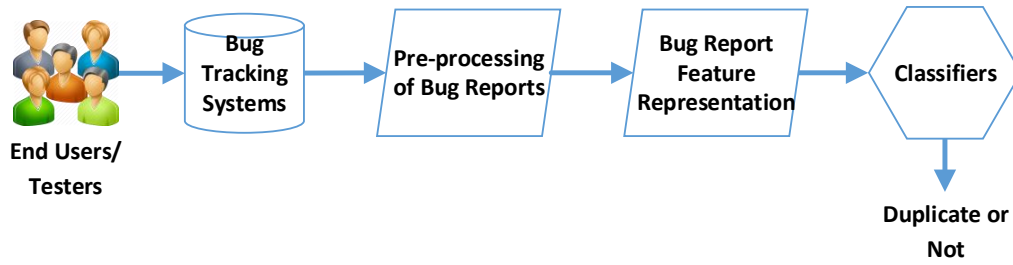 End Users/
Testers
Bug
Tracking
Systems
Pre-processing
of Bug Reports
Bug Report
Feature
Representation
Classifiers
Duplicate or
Not